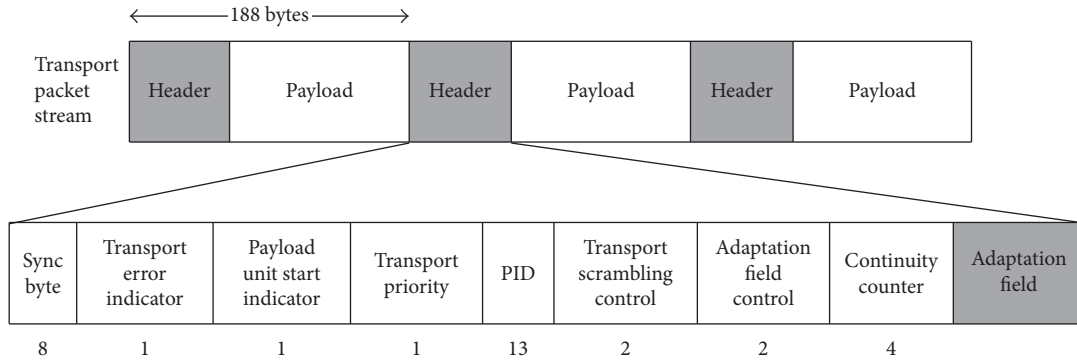 188 bytes
Transport
packet
stream
Header
Payload
Header
Payload
Header
Payload
Sync
byte
Transport
error
indicator
Payload
unit start
indicator
Transport
priority
PID
Transport
scrambling
control
Adaptation
field
control
Continuity
counter
Adaptation
field
8
1
1
1
13
2
2
4